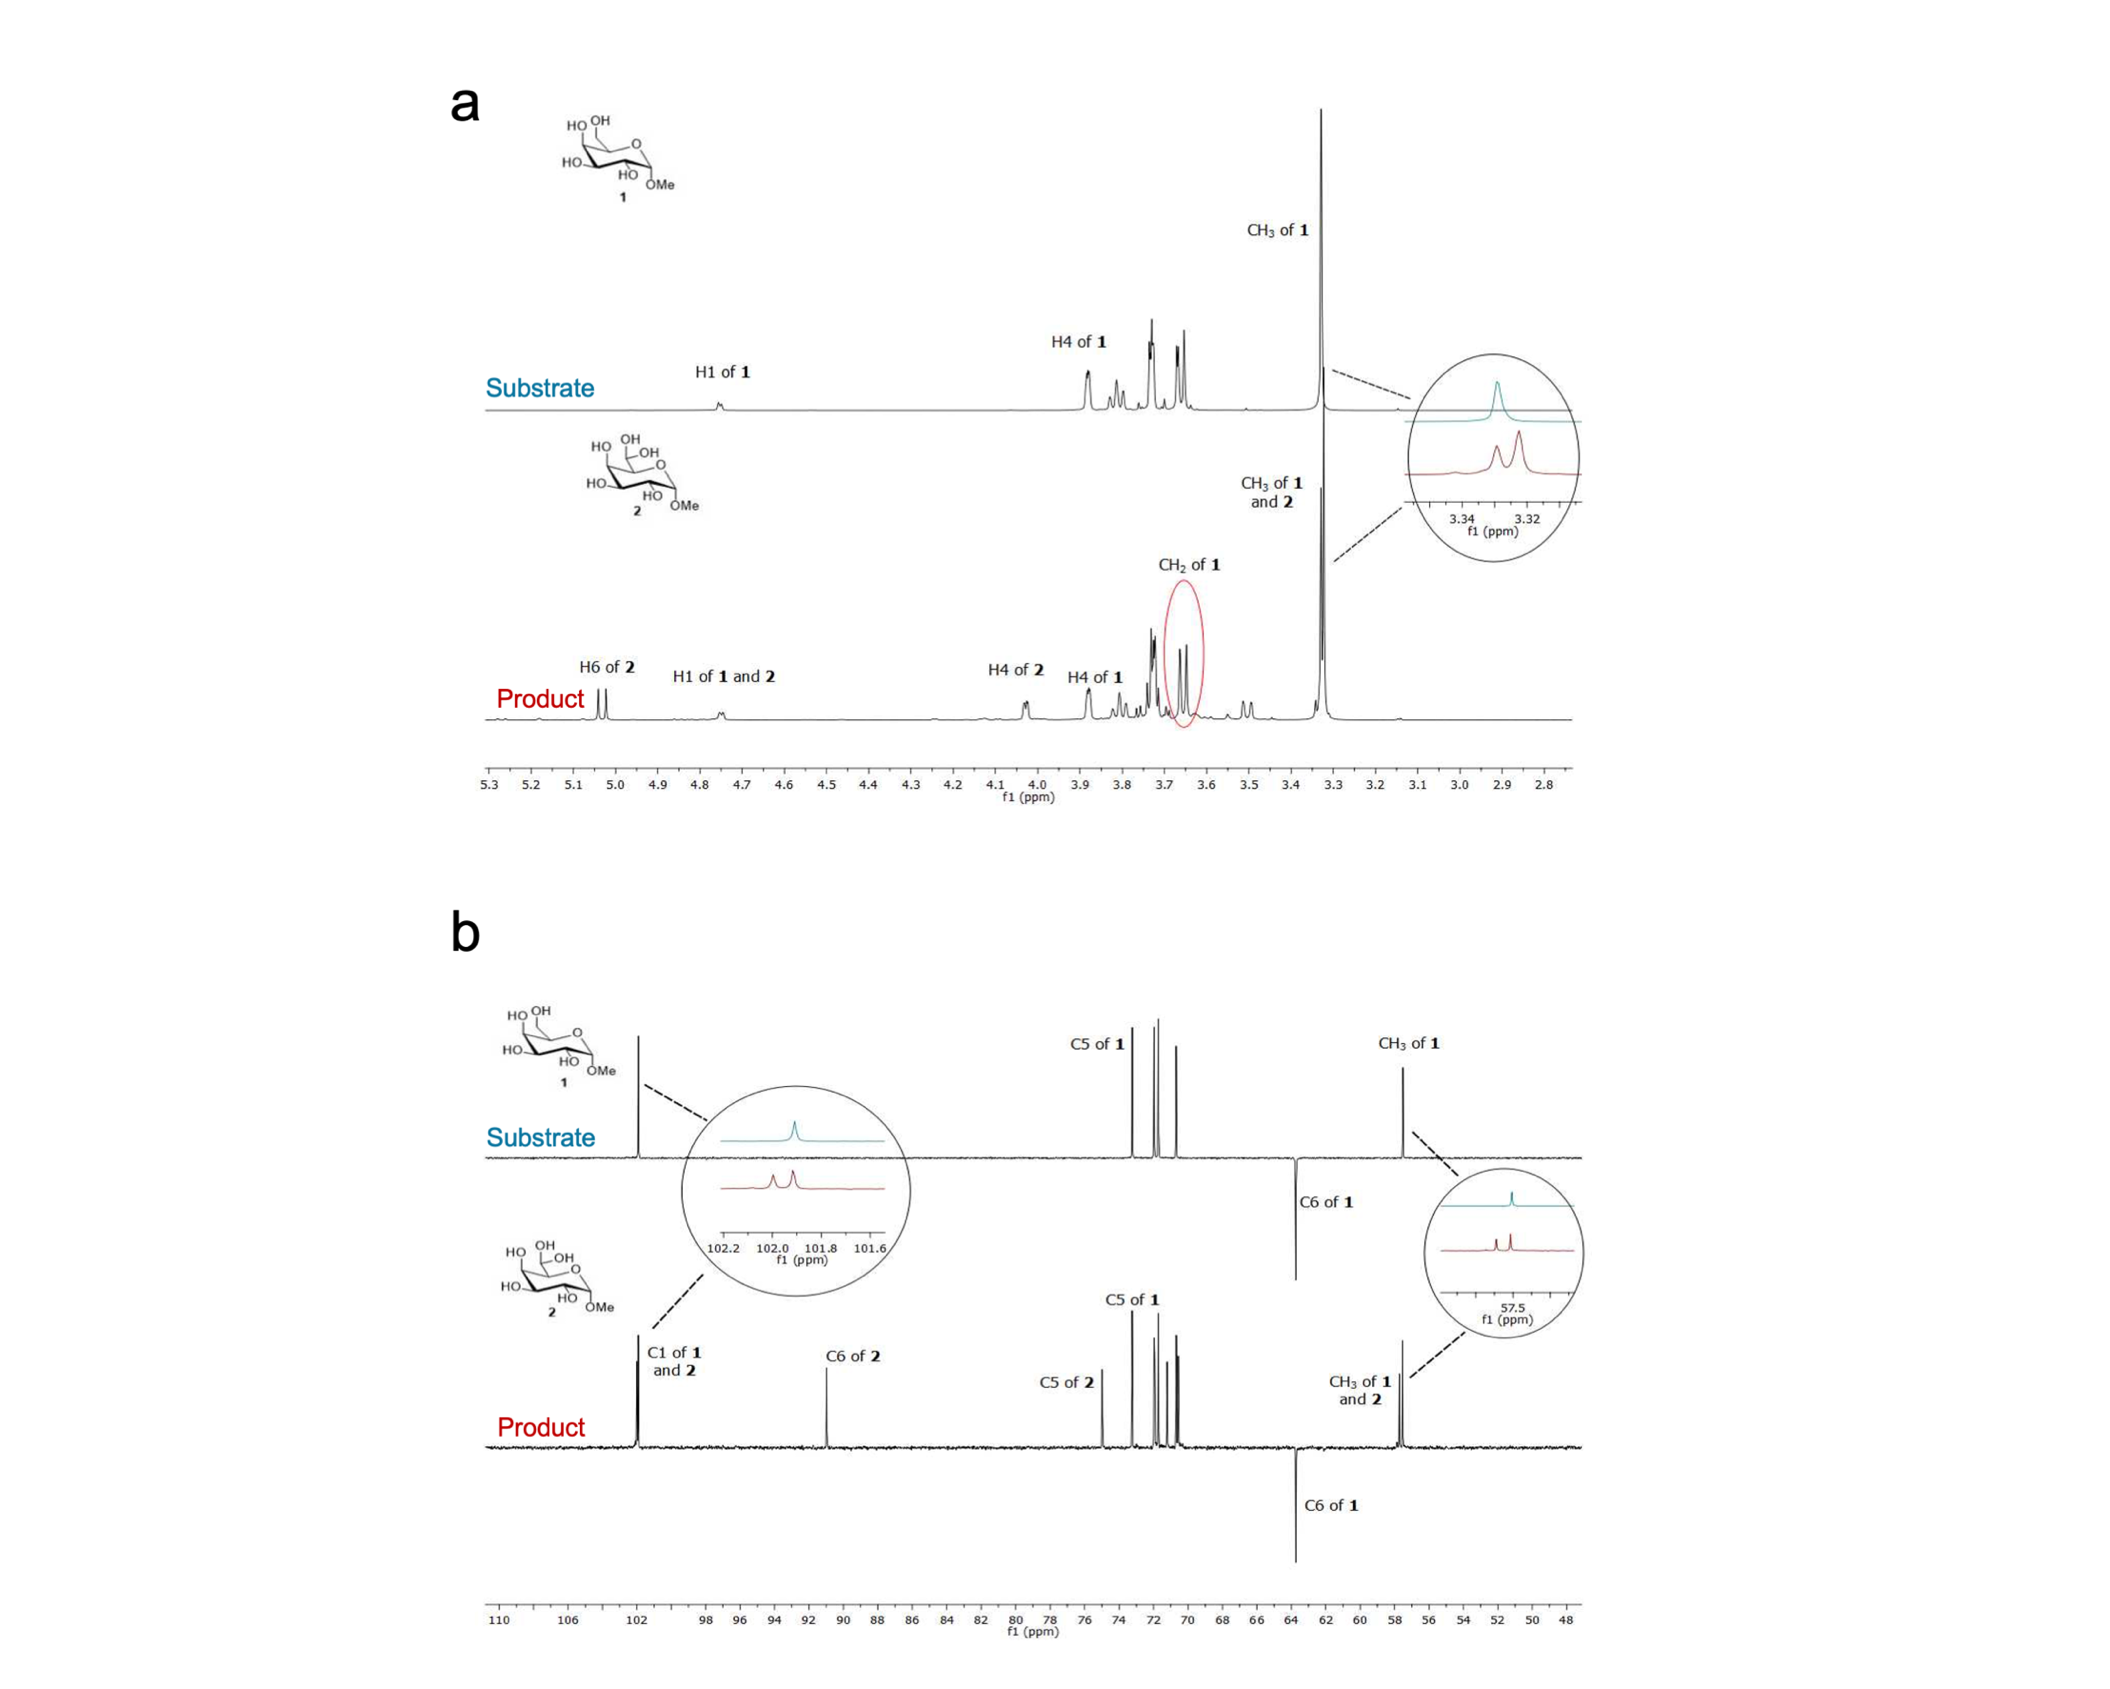 a
HO OH
O
HO
HO
OMe
1
CH3 of 1
H4 of 1
H1 of 1
Substrate
OH
HO
OH
O
HO
HO
OMe
2
CH3 of 1
and 2
3.34 3.32
f1 (ppm)
CH2 of 1
H6 of 2
H1 of 1 and 2
H4 of 2
H4 of 1
Product
5.3 5.2 5.1 5.0 4.9 4.8 4.7 4.6 4.5 4.4 4.3 4.2 4.1 4.0 3.9 3.8 3.7 3.6 3.5 3.4 3.3 3.2 3.1 3.0 2.9 2.8
f1 (ppm)
b
HO OH
O
HO
HO
OMe
1
C5 of 1
CH3 of 1
Substrate
C6 of 1
102.2 102.0 101.8 101.6
f1 (ppm)
57.5
f1 (ppm)
OH
HO
OH
O
HO
HO
OMe
2
C5 of 1
C1 of 1
and 2
C6 of 2
C5 of 2
CH3 of 1
and 2
Product
C6 of 1
110 106 102 98 96 94 92 90 88 86 84 82 80 78 76 74 72 70 68 66 64 62 60 58 56 54 52 50 48
f1 (ppm)